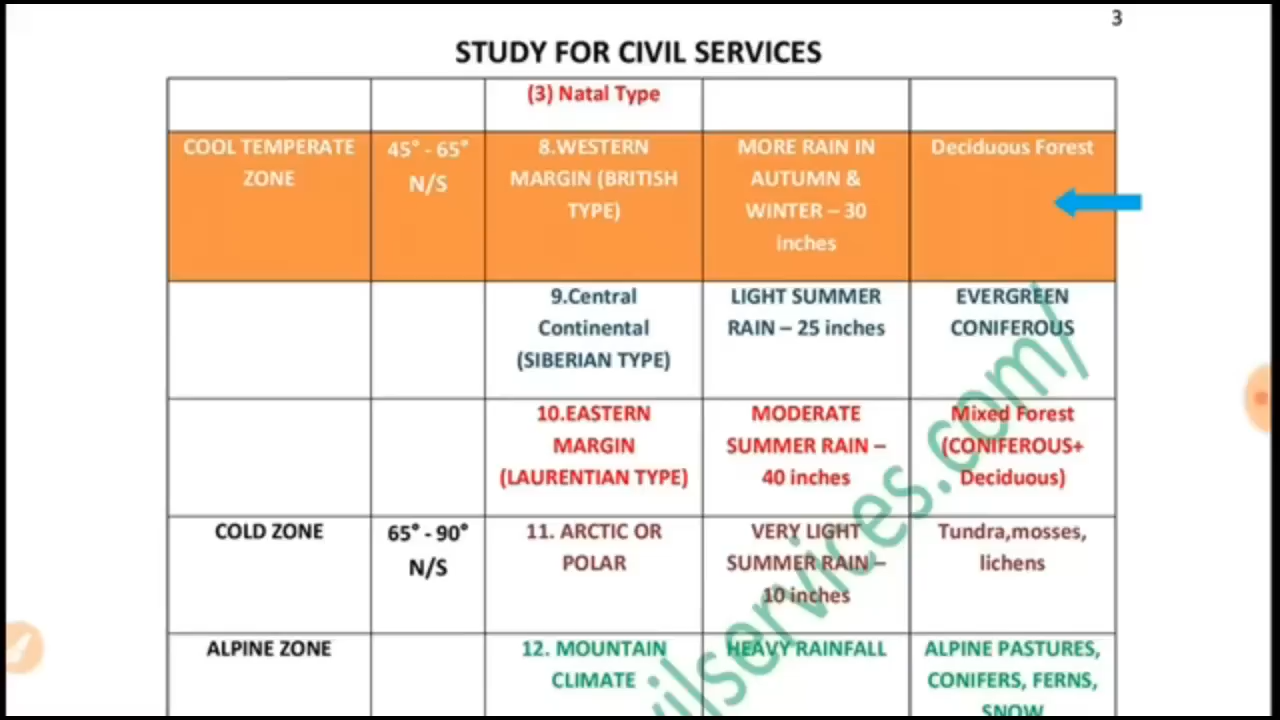 3
STUDY FOR CIVIL SERVICES
(3) Natal Type
COOL TEMPERATE
ZONE
45° - 65°
N/S
8.WESTERN
MARGIN (BRITISH
TYPE)
MORE RAIN IN
AUTUMN &
WINTER – 30
inches
Deciduous Forest
9.Central
Continental
(SIBERIAN TYPE)
LIGHT SUMMER
RAIN – 25 inches
EVERGREEN
CONIFEROUS
10.EASTERN
MARGIN
(LAURENTIAN TYPE)
MODERATE
SUMMER RAIN –
40 inches
Mixed Forest
(CONIFEROUS+
Deciduous)
COLD ZONE
65° - 90°
N/S
11. ARCTIC OR
POLAR
VERY LIGHT
SUMMER RAIN –
10 inches
Tundra,mosses,
lichens
ALPINE ZONE
12. MOUNTAIN
CLIMATE
HEAVY RAINFALL
ALPINE PASTURES,
CONIFERS, FERNS,
SNOW
vilservices.com/